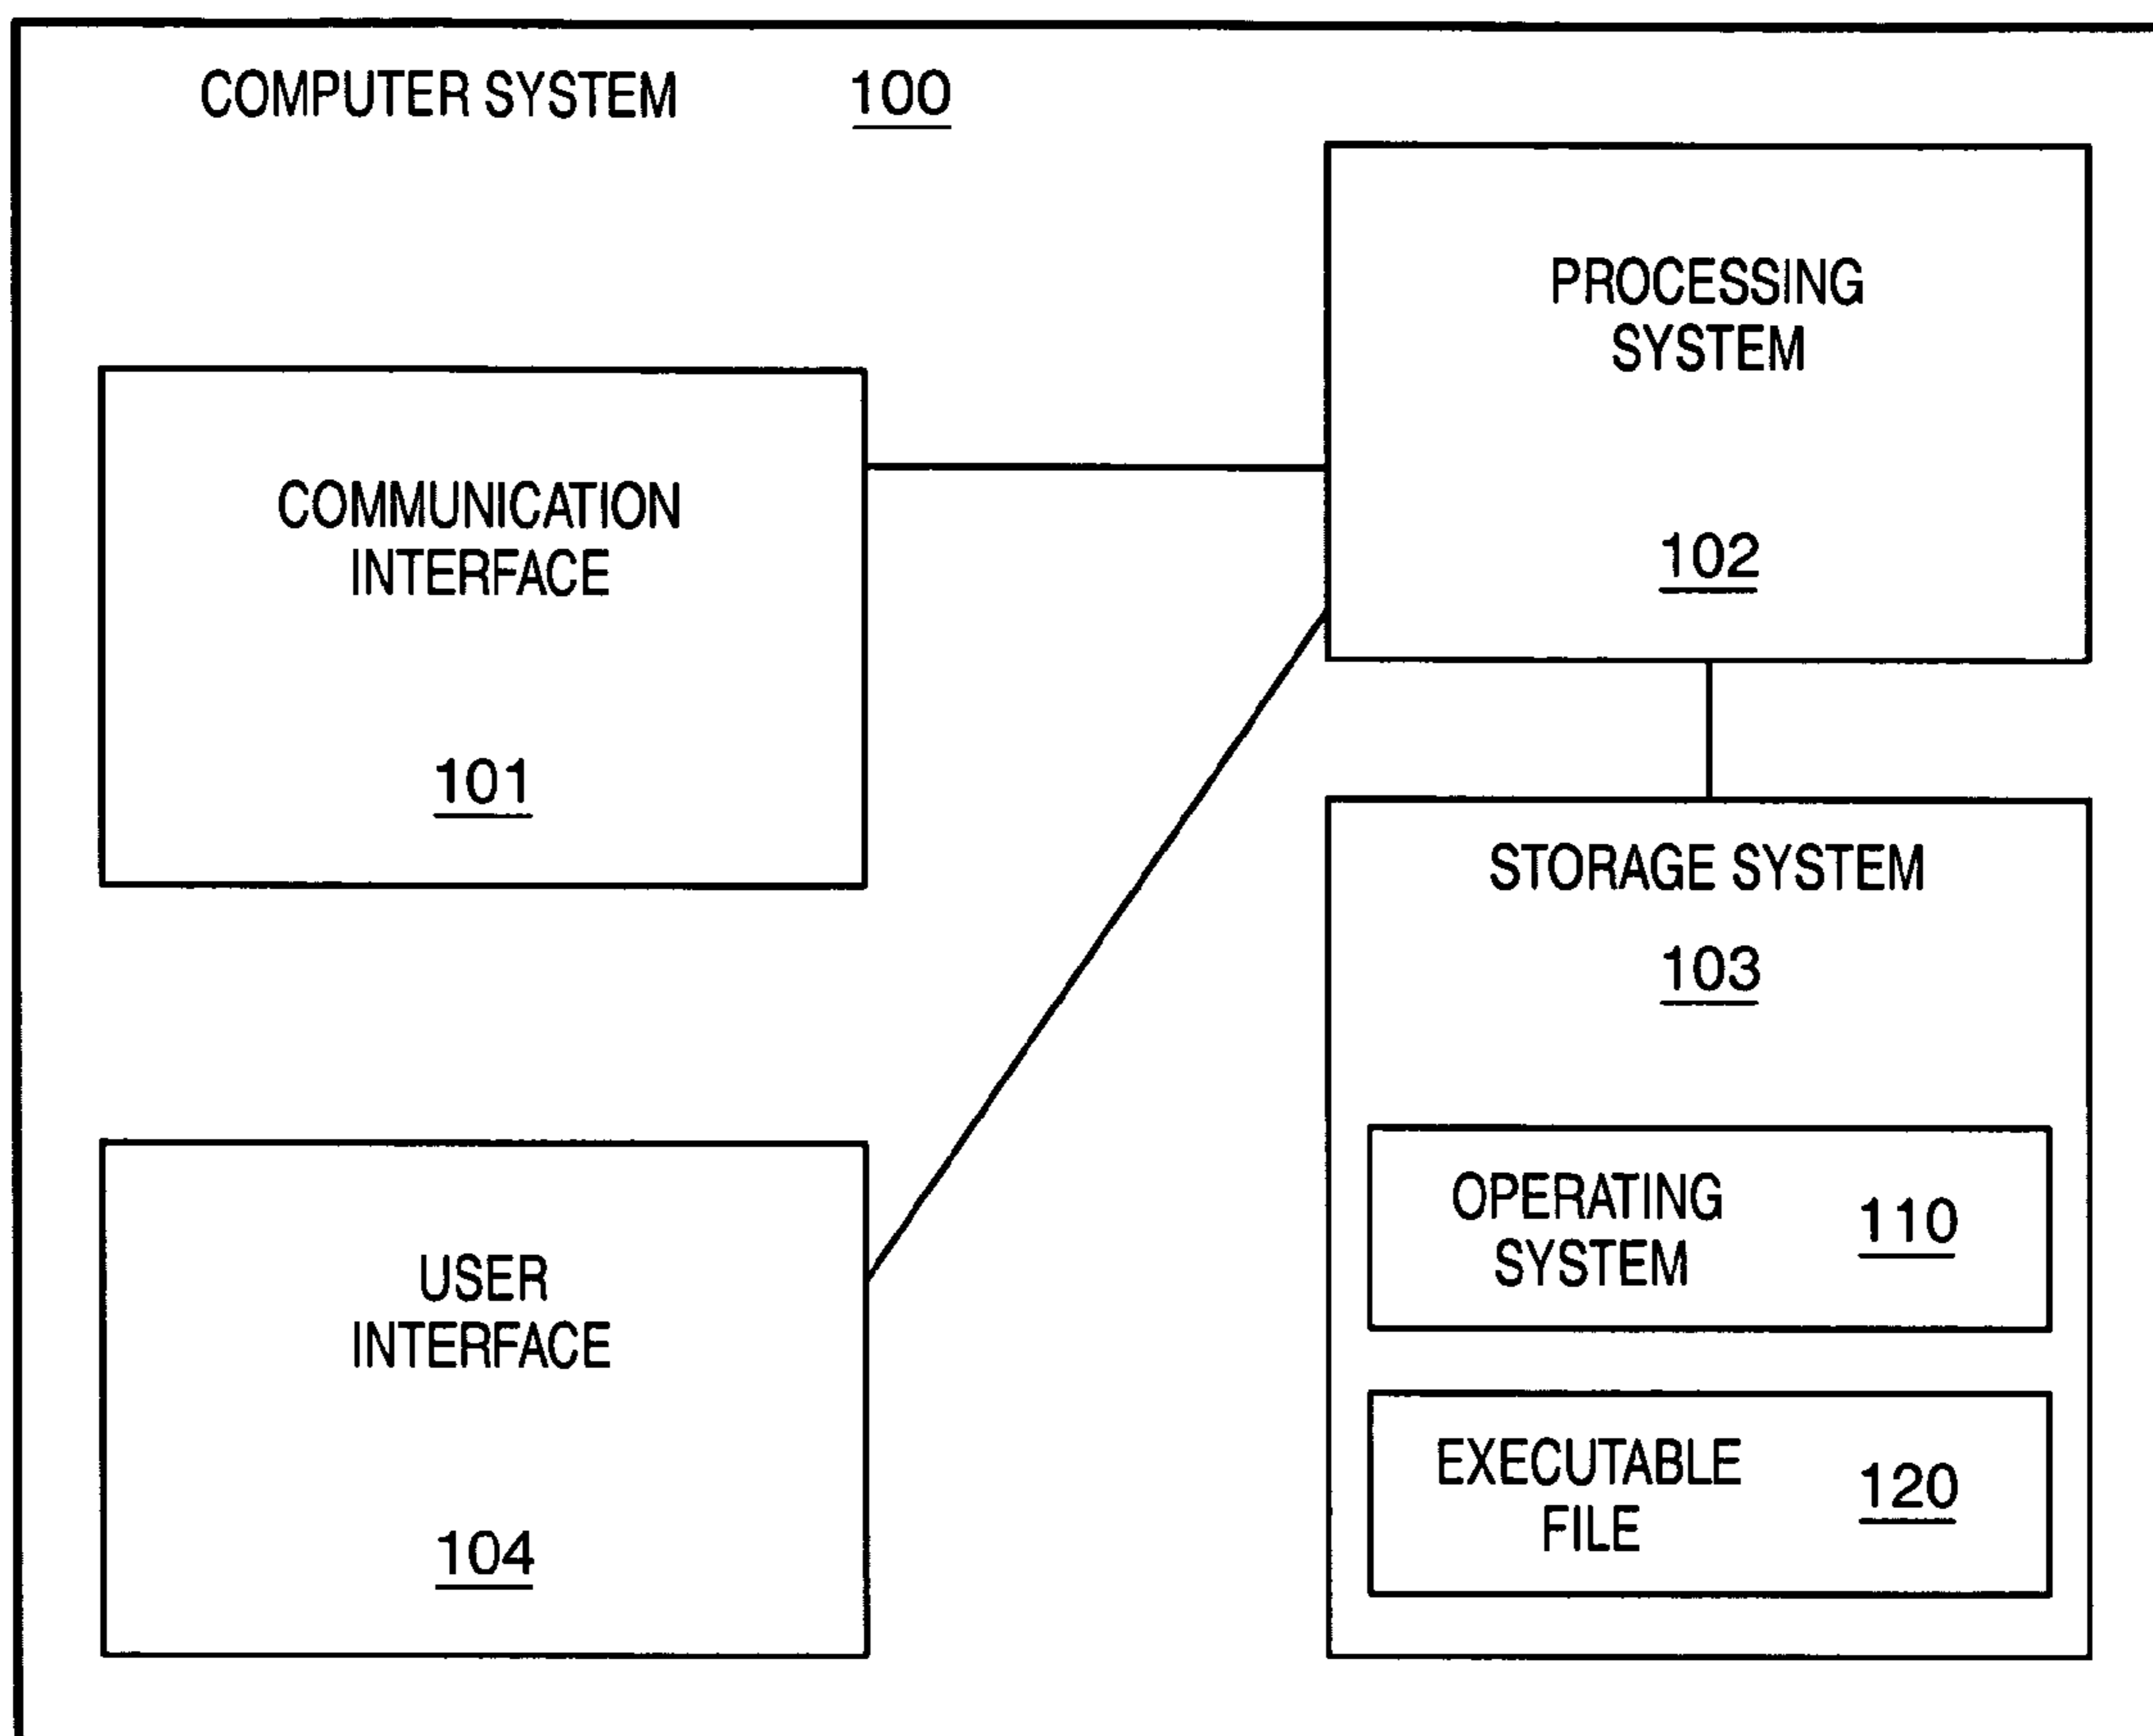 COMPUTER SYSTEM 100
PROCESSING
SYSTEM
102
COMMUNICATION
INTERFACE
101
STORAGE SYSTEM
103
OPERATING
SYSTEM
110
USER
INTERFACE
104
EXECUTABLE
FILE
120